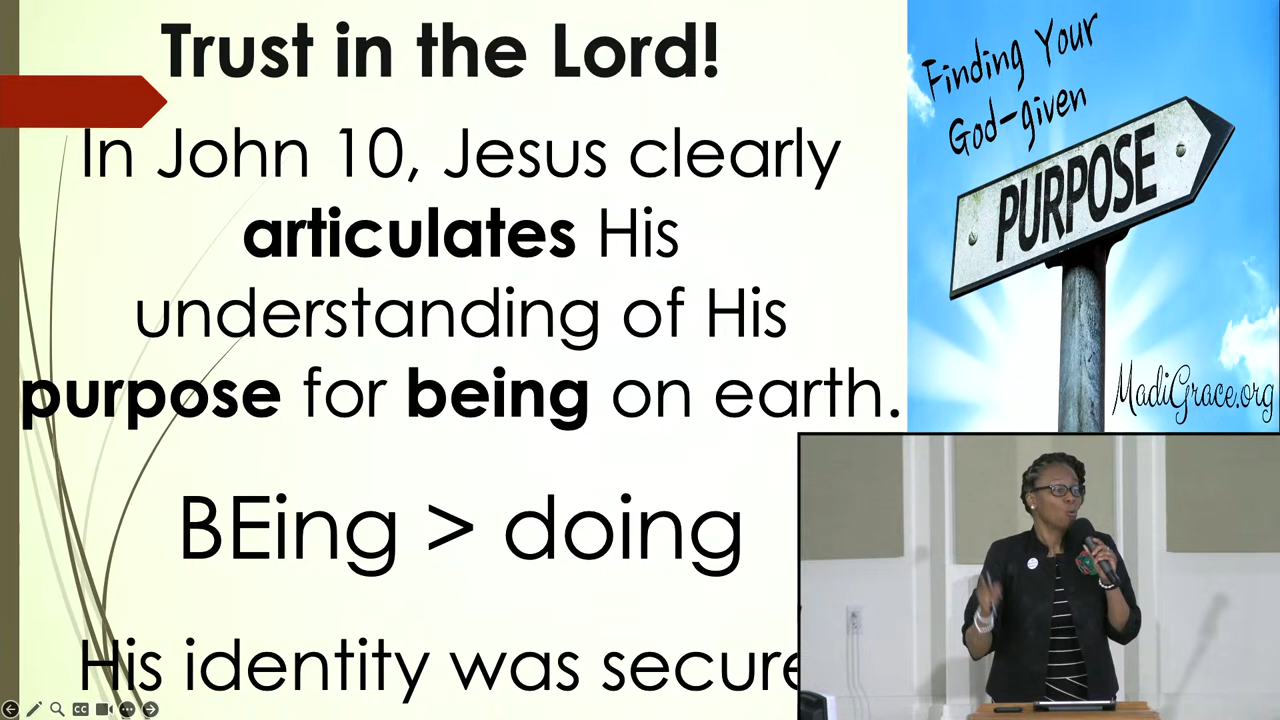 Trust in the Lord!
In John 10, Jesus clearly
articulates His
understanding of His
purpose for being on earth.
BEing > doing
His identity was secure
Finding Your
God-given
PURPOSE
MadiGrace.org
CC